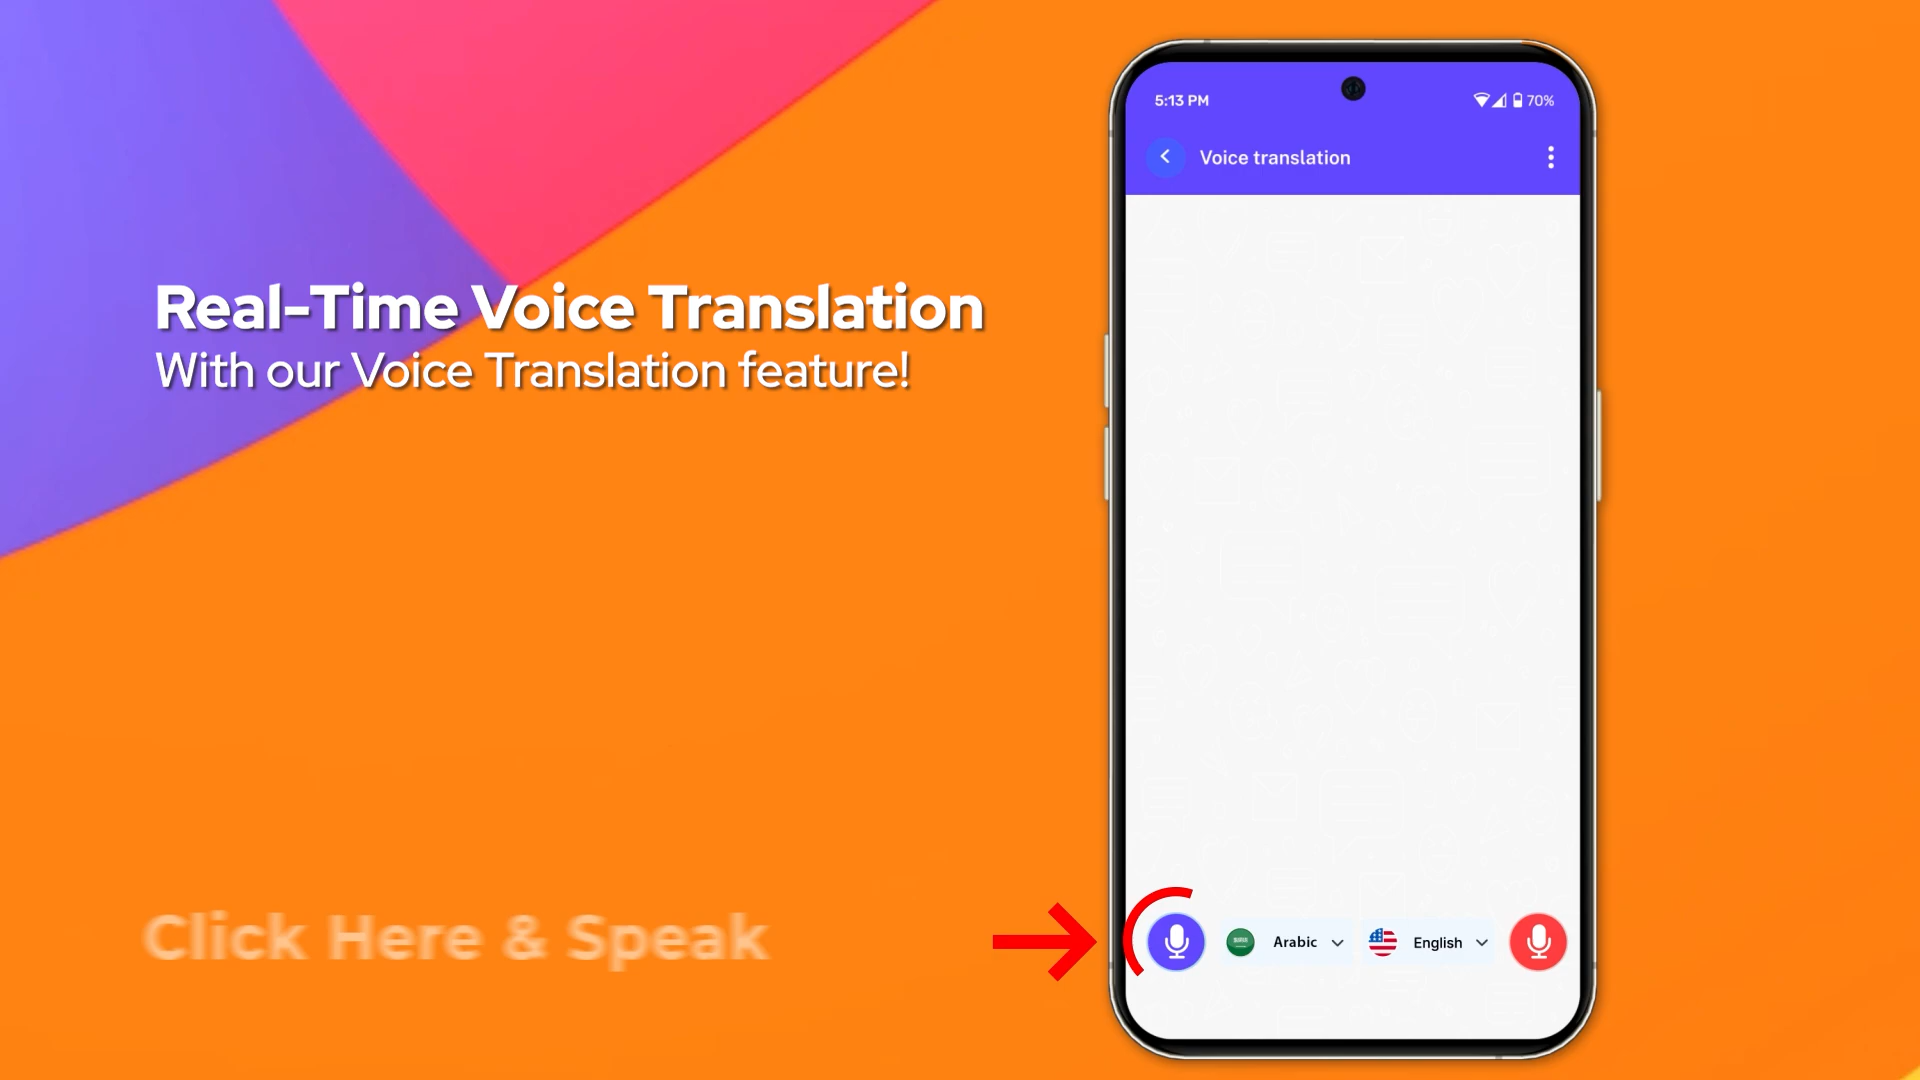 Real-Time Voice Translation
With our Voice Translation feature!
Click Here & Speak
5:13 PM
70%
Voice translation
Arabic
English